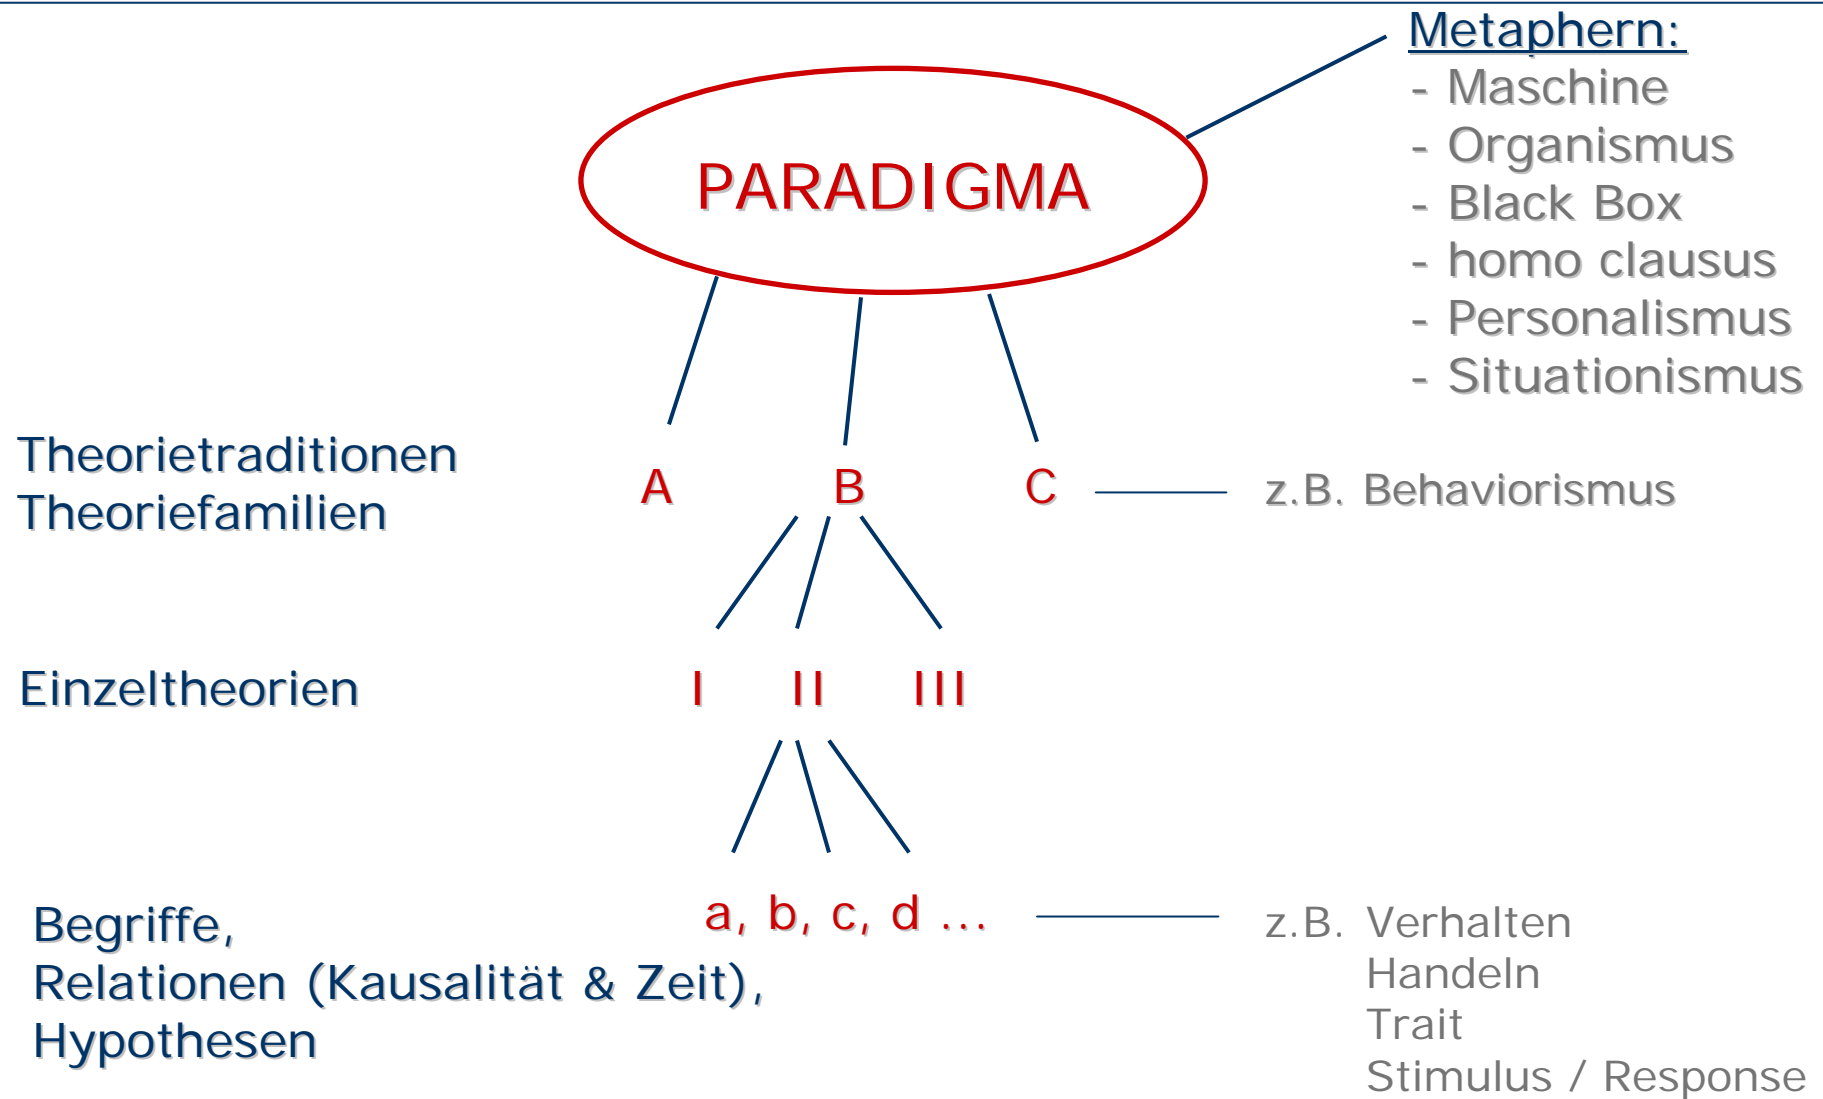 Metaphern:
- Maschine
- Organismus
- Black Box
- homo clausus
- Personalismus
- Situationismus
PARADIGMA
Theorietraditionen
Theoriefamilien
A B C
z.B. Behaviorismus
Einzeltheorien
I II III
Begriffe,
Relationen (Kausalität & Zeit),
Hypothesen
a, b, c, d ...
z.B. Verhalten
Handeln
Trait
Stimulus / Response